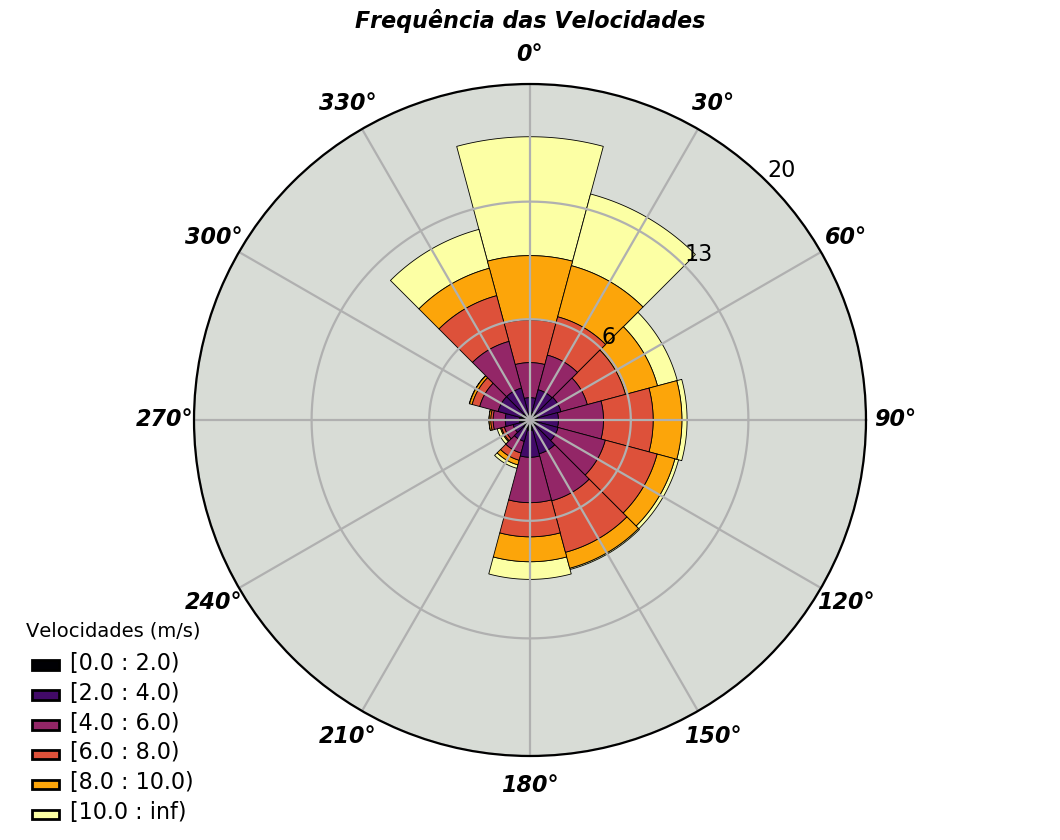 Frequência das Velocidades
0°
330°
30°
20
300°
60°
13
6
270°
90°
240°
120°
Velocidades (m/s)
[0.0 : 2.0)
[2.0 : 4.0)
[4.0 : 6.0)
[6.0 : 8.0)
[8.0 : 10.0)
[10.0 : inf)
210°
150°
180°